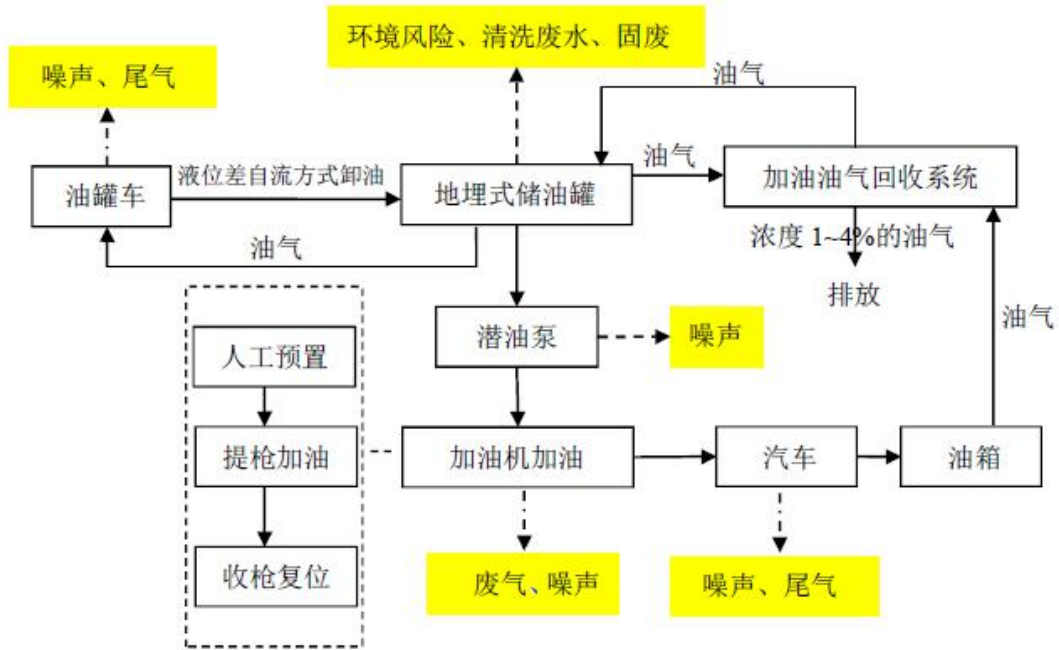 环境风险、清洗废水、固废
噪声、尾气
油气
油罐车
液位差自流方式卸油
地埋式储油罐
油气
加油油气回收系统
油气
浓度 1~4%的油气
排放
油气
人工预置
潜油泵
噪声
提枪加油
加油机加油
汽车
油箱
收枪复位
废气、噪声
噪声、尾气